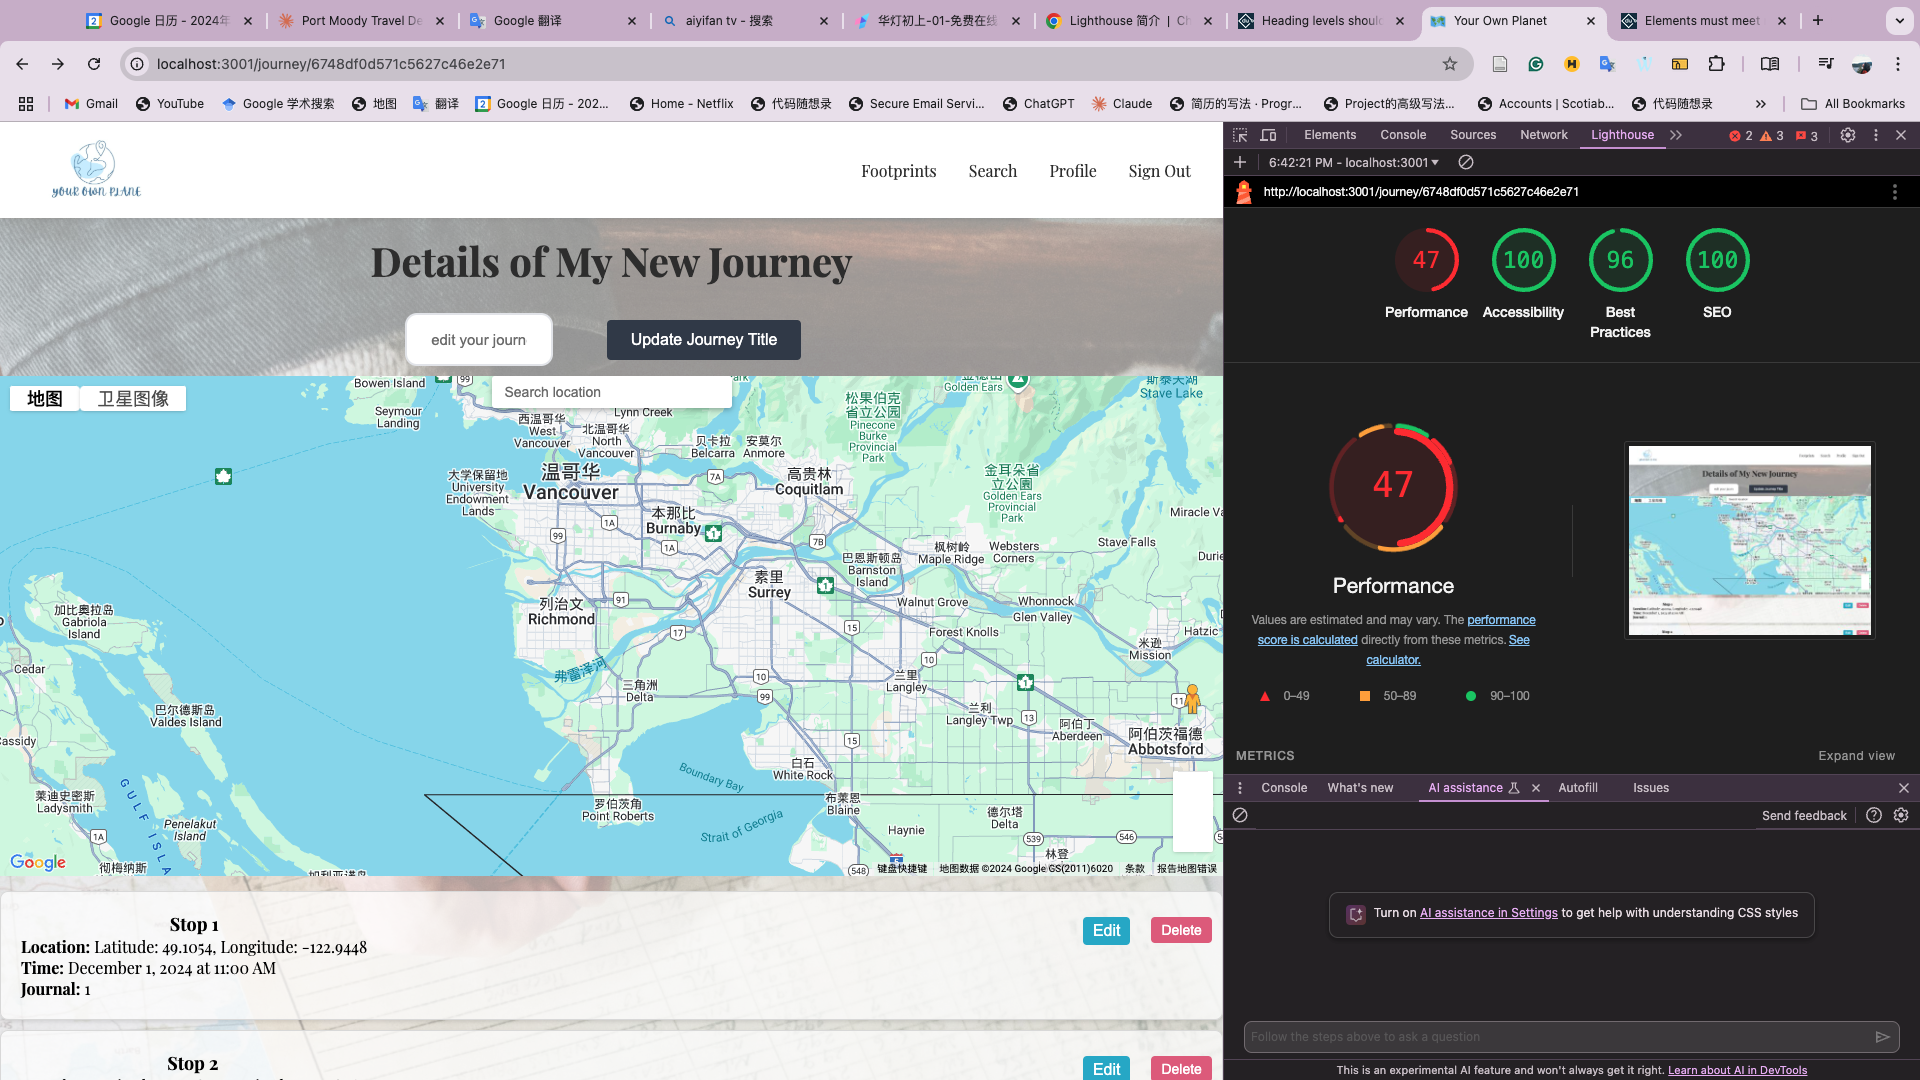 Google 日历 - 2024年
Port Moody Travel De
Google 翻译
aiyifan tv - 搜索
华灯初上-01-免费在线
Lighthouse 简介 | Ch
Heading levels should
Your Own Planet
Elements must meet
localhost:3001/journey/6748df0d571c5627c46e2e71
Gmail
YouTube
Google 学术搜索
地图
翻译
Google 日历 - 202...
Home - Netflix
代码随想录
Secure Email Servi...
ChatGPT
Claude
简历的写法 · Progr...
Project的高级写法...
Accounts | Scotiab...
代码随想录
All Bookmarks
YOUR OWN PLANE
Footprints
Search
Profile
Sign Out
Details of My New Journey
edit your journ
Update Journey Title
地图
卫星图像
Search location
Bowen Island
Seymour
Landing
Lynn Creek
西温哥华
West
Vancouver
北温哥华
North
Vancouver
贝卡拉
Belcarra
安莫尔
Anmore
松果伯克
省立公园
Pinecone
Burke
Provincial
Park
Golden Ears
斯泰夫湖
Stave Lake
大学保留地
University
Endowment
Lands
温哥华
Vancouver
高贵林
Coquitlam
金耳朵省
立公園
Golden Ears
Provincial
Park
本那比
Burnaby
Miracle Va
Stave Falls
枫树岭
Maple Ridge
Websters
Corners
Durie
巴恩斯顿岛
Barnston
Island
素里
Surrey
Walnut Grove
Whonnock
Glen Valley
Forest Knolls
Hatzic
米逊
Mission
列治文
Richmond
加比奥拉岛
Gabriola
Island
Cedar
弗雷泽河
三角洲
Delta
兰里
Langley
兰利
Langley Twp
阿伯丁
Aberdeen
阿伯茨福德
Abbotsford
巴尔德斯岛
Valdes Island
Cassidy
白石
White Rock
Boundary Bay
布莱恩
Blaine
罗伯茨角
Point Roberts
Strait of Georgia
莱迪史密斯
Ladysmith
Penelakut
Island
GULF ISLA
彻梅纳斯
Haynie
德尔塔
Delta
林登
Google
键盘快捷键
地图数据 ©2024 Google GS(2011)6020
条款
报告地图错误
Stop 1
Location: Latitude: 49.1054, Longitude: -122.9448
Time: December 1, 2024 at 11:00 AM
Journal: 1
Edit
Delete
Stop 2
Edit
Delete
Elements
Console
Sources
Network
Lighthouse
2
3
3
6:42:21 PM - localhost:3001
http://localhost:3001/journey/6748df0d571c5627c46e2e71
47
100
96
100
Performance
Accessibility
Best
Practices
SEO
47
Performance
Values are estimated and may vary. The performance
score is calculated directly from these metrics. See
calculator.
0–49
50–89
90–100
Details of My New Journey
METRICS
Expand view
Console
What's new
AI assistance
Autofill
Issues
Send feedback
Turn on AI assistance in Settings to get help with understanding CSS styles
Follow the steps above to ask a question
This is an experimental AI feature and won't always get it right. Learn about AI in DevTools